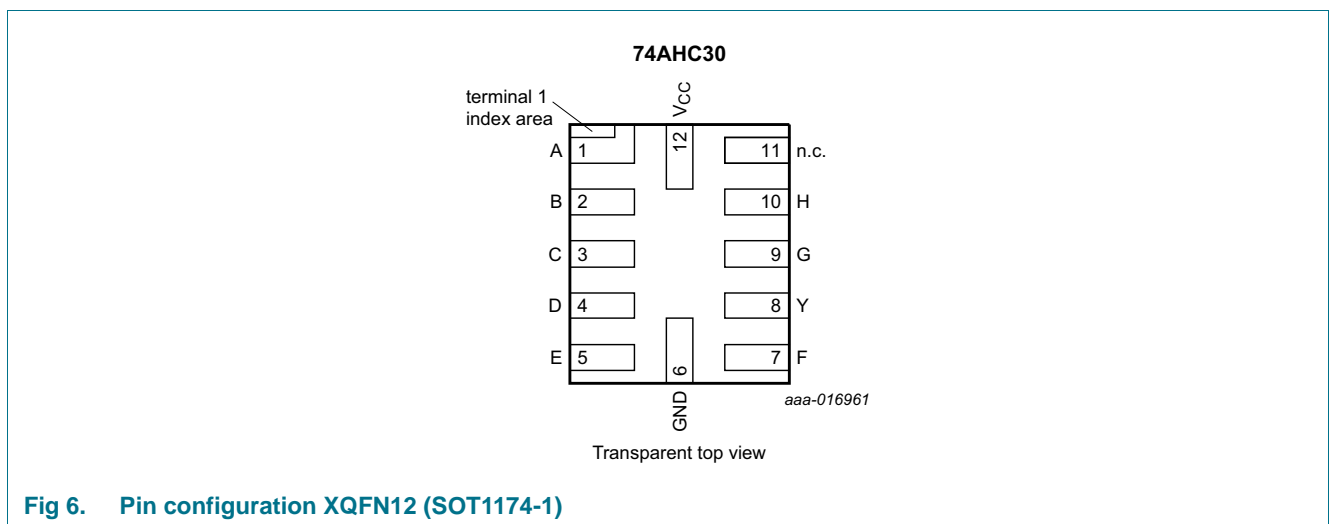 74AHC30
terminal 1
index area
VCC
12
A 1
11 n.c.
B 2
10 H
C 3
9 G
D 4
8 Y
E 5
7 F
6
GND
aaa-016961
Transparent top view
Fig 6. Pin configuration XQFN12 (SOT1174-1)